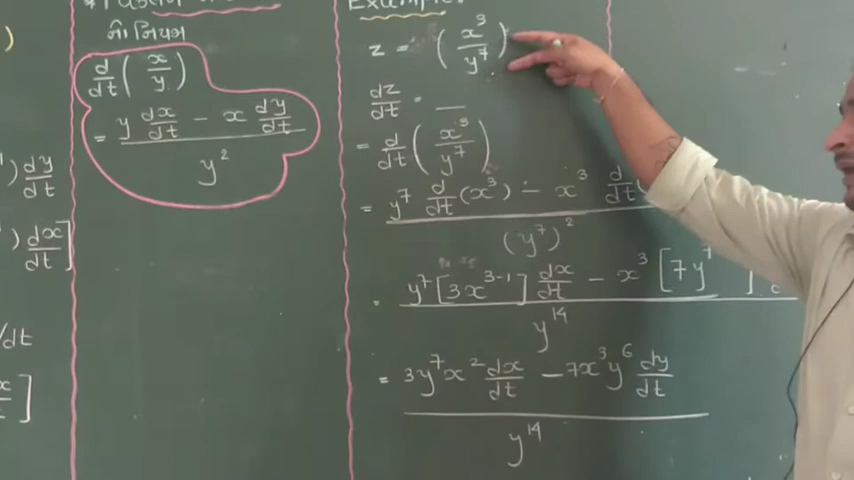 નો નિયમ
d/dt (x/y)
= (y dx/dt - x dy/dt) / y²
) dy/dt
) dx/dt ]
/dt
]
Example:
z = (x³/y⁷)
dz/dt = __
= d/dt (x³/y⁷)
= (y⁷ d/dt (x³) - x³ d/dt ( / (y⁷)²
= (y⁷ [3x³⁻¹] dx/dt - x³ [7y⁷ ] / y¹⁴
= (3y⁷x² dx/dt - 7x³y⁶ dy/dt) / y¹⁴